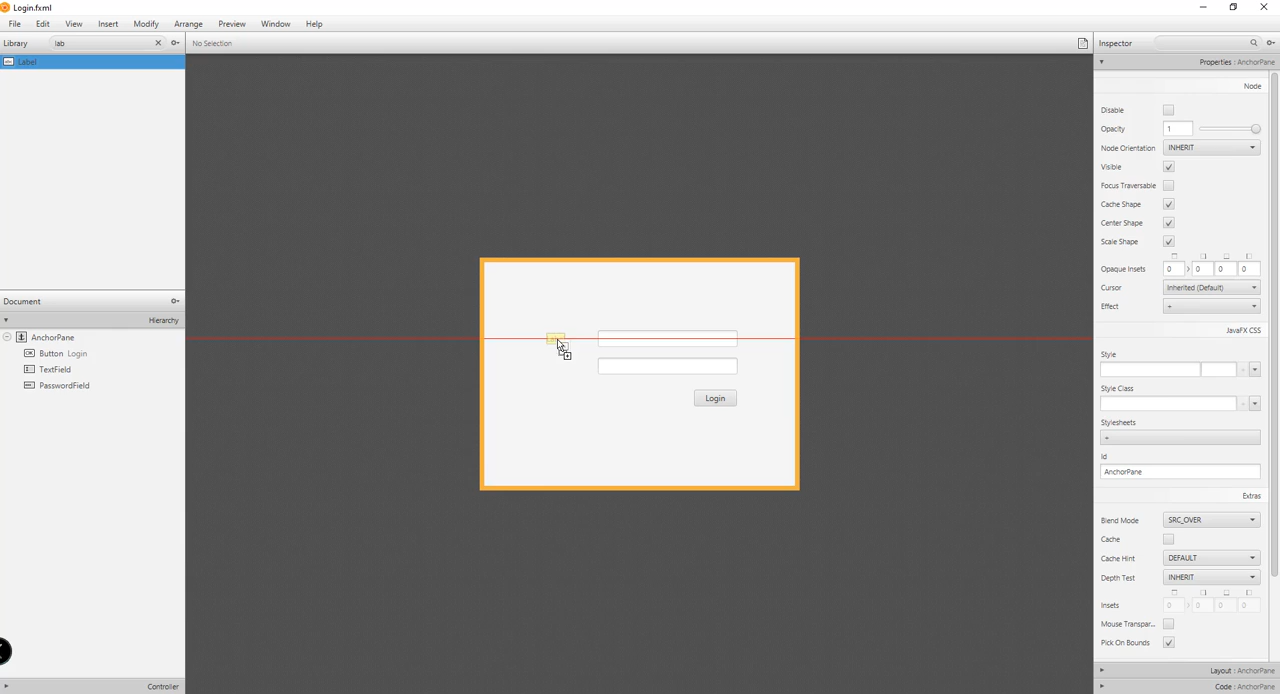 Login.fxml
File Edit View Insert Modify Arrange Preview Window Help
Library lab No Selection Inspector
Label
Properties : AnchorPane
Node
Disable
Opacity 1
Node Orientation INHERIT
Visible
Focus Traversable
Cache Shape
Center Shape
Scale Shape
Opaque Insets 0 0 0 0
Cursor Inherited (Default)
Effect +
Document
Hierarchy
AnchorPane
Button Login
TextField
PasswordField
Login
JavaFX CSS
Style
Style Class
Stylesheets
+
Id
AnchorPane
Extras
Blend Mode SRC_OVER
Cache
Cache Hint DEFAULT
Depth Test INHERIT
Insets 0 0 0 0
Mouse Transpar...
Pick On Bounds
Layout : AnchorPane
Controller
Code : AnchorPane